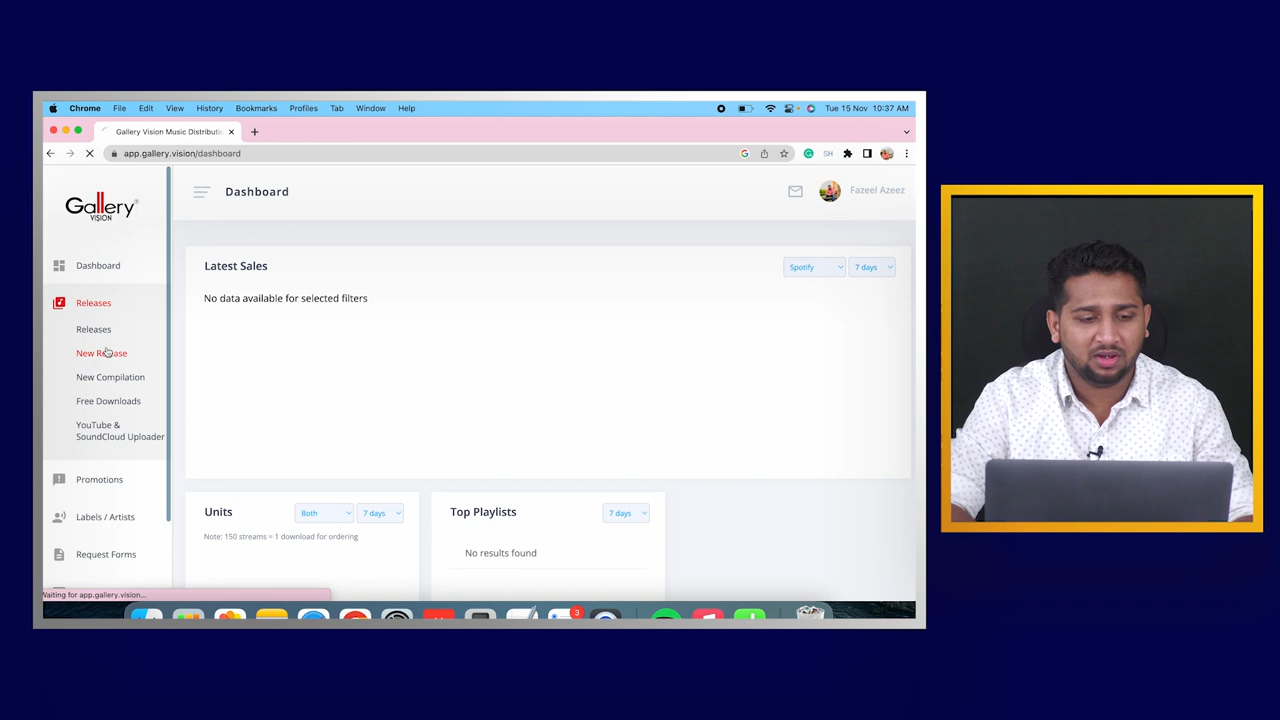 Chrome File Edit View History Bookmarks Profiles Tab Window Help Tue 15 Nov 10:37 AM
Gallery Vision Music Distributi
app.gallery.vision/dashboard SH
Gallery
VISION
Dashboard
Fazeel Azeez
Dashboard
Releases
Releases
New Release
New Compilation
Free Downloads
YouTube &
SoundCloud Uploader
Promotions
Labels / Artists
Request Forms
Latest Sales Spotify 7 days
No data available for selected filters
Units Both 7 days
Note: 150 streams = 1 download for ordering
Top Playlists 7 days
No results found
Waiting for app.gallery.vision...
3